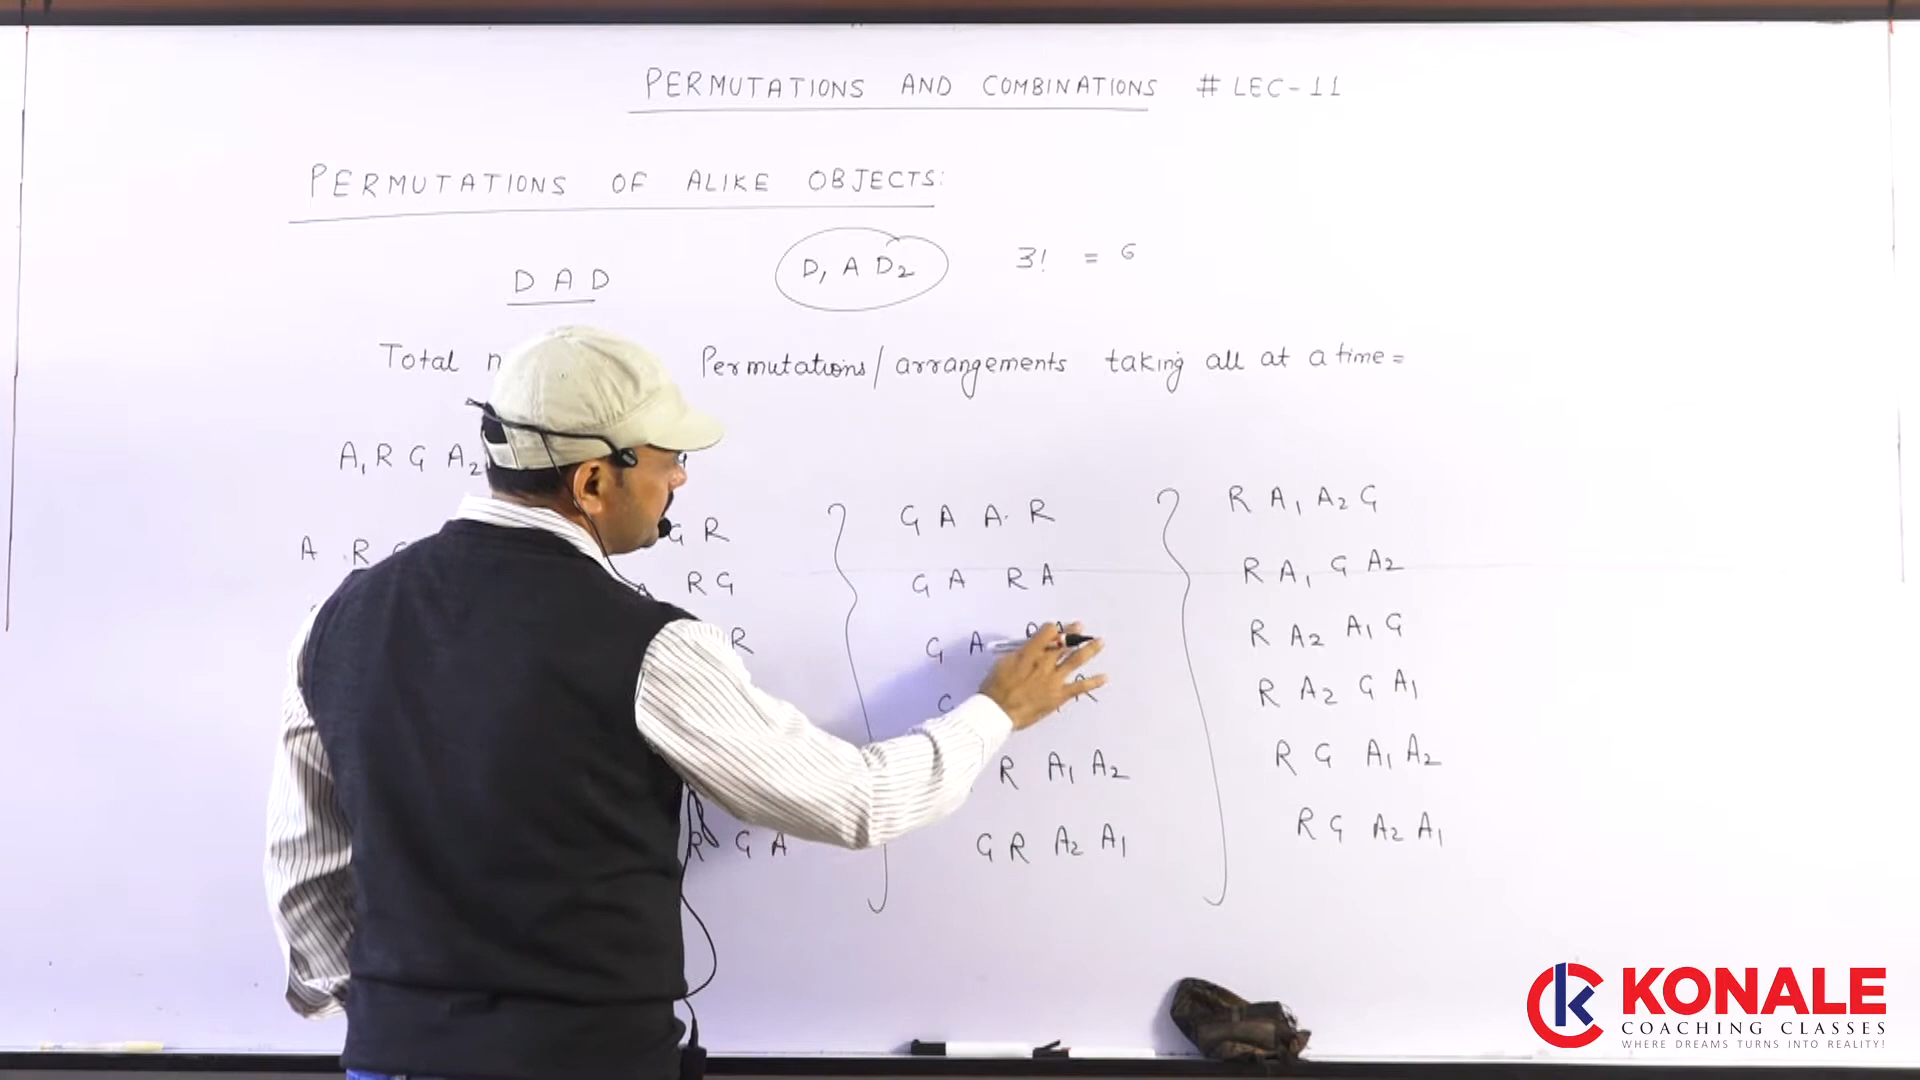 PERMUTATIONS AND COMBINATIONS # LEC-11
PERMUTATIONS OF ALIKE OBJECTS:
D A D
D, A D2
3! = 6
Total
Permutations/arrangements taking all at a time =
A1 R G A2
A R
G R
R G
R
R G A
G A A R
G A R A
G A
R
R A1 A2
G R A2 A1
R A1 A2 G
R A1 G A2
R A2 A1 G
R A2 G A1
R G A1 A2
R G A2 A1
KONALE
COACHING CLASSES
WHERE DREAMS TURNS INTO REALITY!